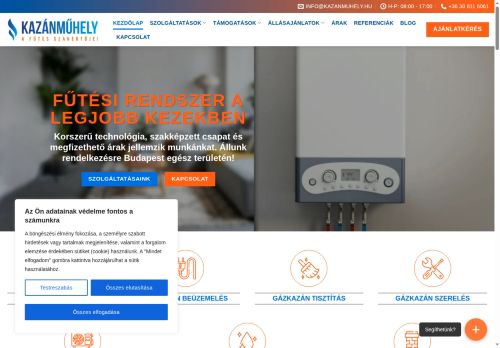 INFO@KAZANMUHELY.HU
H-P: 08:00 - 17:00
+36 30 811 6061
KAZÁNMŰHELY
A FŰTÉS SZAKÉRTŐJE!
KEZDŐLAP
SZOLGÁLTATÁSOK
TÁMOGATÁSOK
ÁLLÁSAJÁNLATOK
ÁRAK
REFERENCIÁK
BLOG
KAPCSOLAT
AJÁNLATKÉRÉS
FŰTÉSI RENDSZER A
LEGJOBB KEZEKBEN
Korszerű technológia, szakképzett csapat és
megfizethető árak jellemzik munkánkat. Állunk
rendelkezésre Budapest egész területén!
SZOLGÁLTATÁSAINK
KAPCSOLAT
Az Ön adatainak védelme fontos a
számunkra
A böngészési élmény fokozása, a személyre szabott
hirdetések vagy tartalmak megjelenítése, valamint a forgalom
elemzése érdekében sütiket (cookie) használunk. A "Mindet
elfogadom" gombra kattintva hozzájárulhat a sütik
használatához.
Testreszabás
Összes elutasítása
Összes elfogadása
N BEÜZEMELÉS
GÁZKAZÁN TISZTÍTÁS
GÁZKAZÁN SZERELÉS
Segíthetünk?